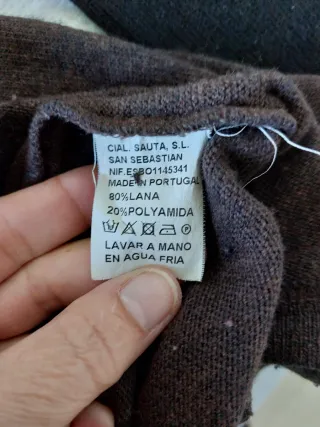 CIAL. SAUTA, S.L.
SAN SEBASTIAN
NIF.ESB01145341
MADE IN PORTUGAL
80%LANA
20%POLYAMIDA
LAVAR A MANO
EN AGUA FRIA